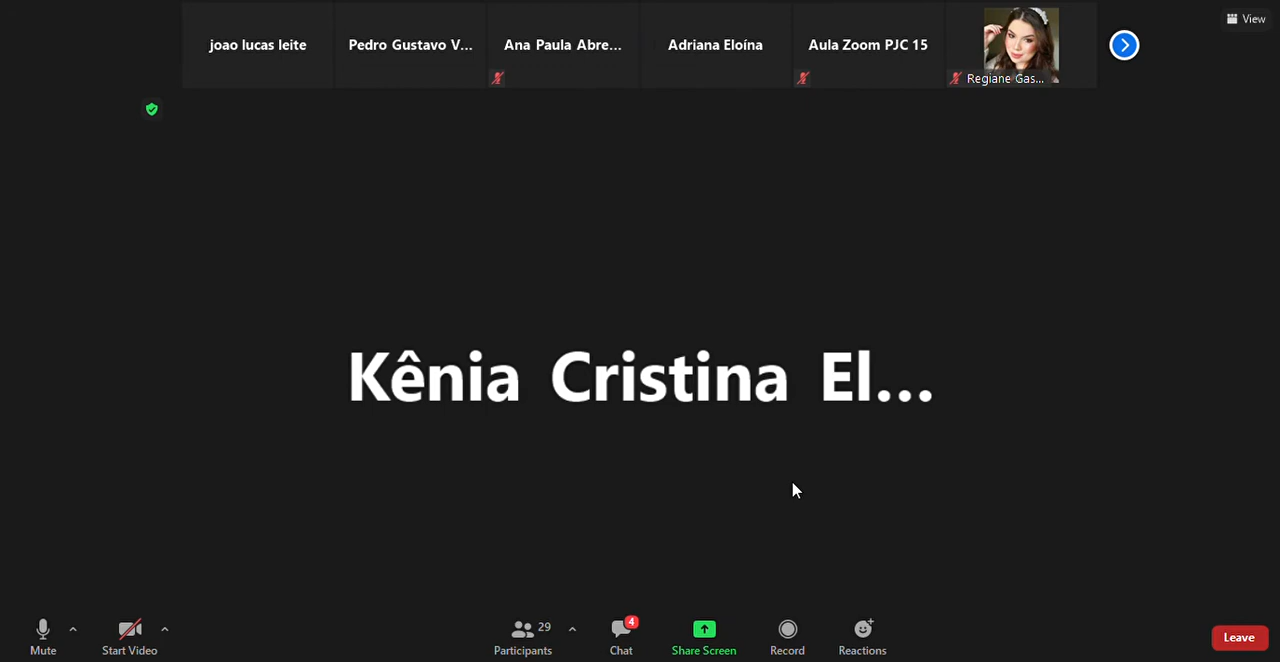 View
joao lucas leite
Pedro Gustavo V...
Ana Paula Abre...
Adriana Eloína
Aula Zoom PJC 15
Regiane Gas...
Kênia Cristina El...
Mute
Start Video
29
Participants
4
Chat
Share Screen
Record
Reactions
Leave